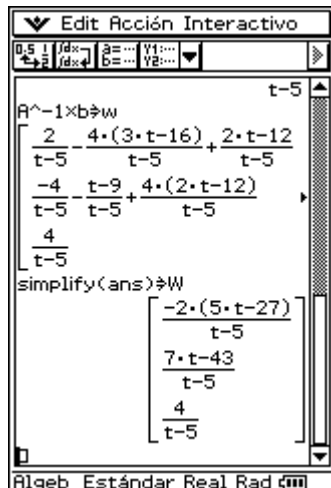 Edit Acción Interactivo
t-5
A^-1×b⇒w
[ 2/(t-5) - 4·(3·t-16)/(t-5) + 2·t-12/(t-5)
-4/(t-5) - t-9/(t-5) + 4·(2·t-12)/(t-5)
4/(t-5) ]
simplify(ans)⇒W
[ -2·(5·t-27)/(t-5)
7·t-43/(t-5)
4/(t-5) ]
Algeb Estándar Real Rad